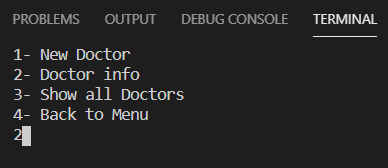 PROBLEMS OUTPUT DEBUG CONSOLE TERMINAL
1- New Doctor
2- Doctor info
3- Show all Doctors
4- Back to Menu
2